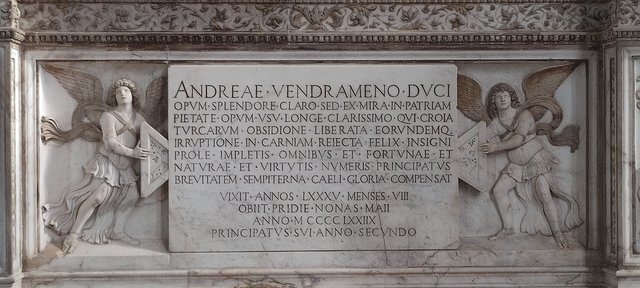 ANDREAE · VENDRAMENO · DVCI
OPVM · SPLENDORE · CLARO · SED · EX · MIRA · IN · PATRIAM
PIETATE · OPVM · VSV · LONGE · CLARISSIMO · QVI · CROIA
TVRCARVM · OBSIDIONE · LIBERATA · EORVNDEMQ
IRRVPTIONE · IN · CARNIAM · REIECTA · FELIX · INSIGNI
PROLE · IMPLETIS · OMNIBVS · ET · FORTVNAE · ET
NATVRAE · ET · VIRTVTIS · NVMERIS · PRINCIPATVS
BREVITATEM · SEMPITERNA · CAELI · GLORIA · COMPENSAT
VIXIT · ANNOS · LXXXV · MENSES · VIII
OBIIT · PRIDIE · NONAS · MAII
ANNO · M CCCC LXXIIX
PRINCIPATVS · SVI · ANNO · SECVNDO